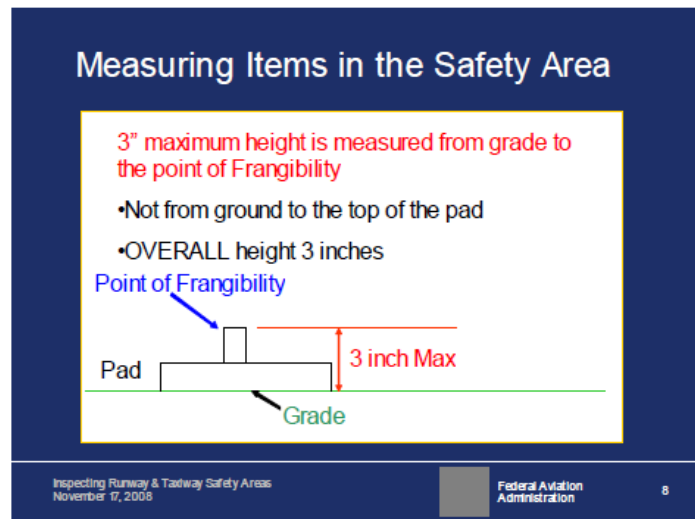 Measuring Items in the Safety Area
3” maximum height is measured from grade to
the point of Frangibility
•Not from ground to the top of the pad
•OVERALL height 3 inches
Point of Frangibility
Pad
3 inch Max
Grade
Inspecting Runway & Taxiway Safety Areas
November 17, 2008
Federal Aviation
Administration
8